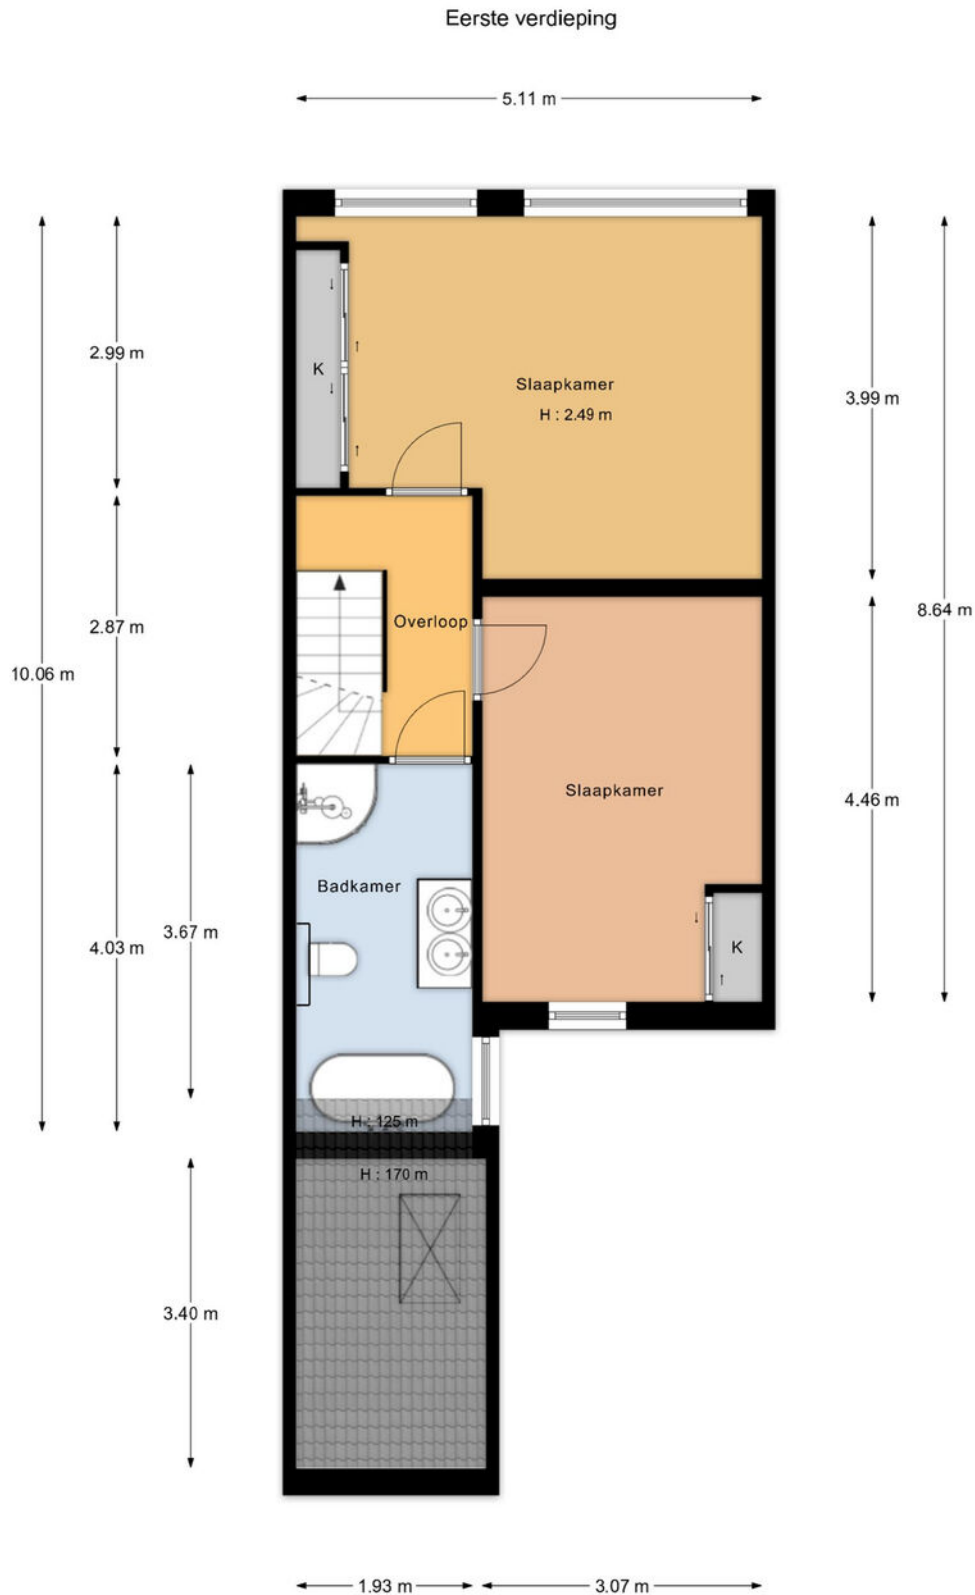 Eerste verdieping
5.11 m
2.99 m
K
Slaapkamer
H : 2.49 m
3.99 m
8.64 m
2.87 m
Overloop
10.06 m
Slaapkamer
4.46 m
Badkamer
3.67 m
4.03 m
K
H : 125 m
H : 170 m
3.40 m
1.93 m
3.07 m